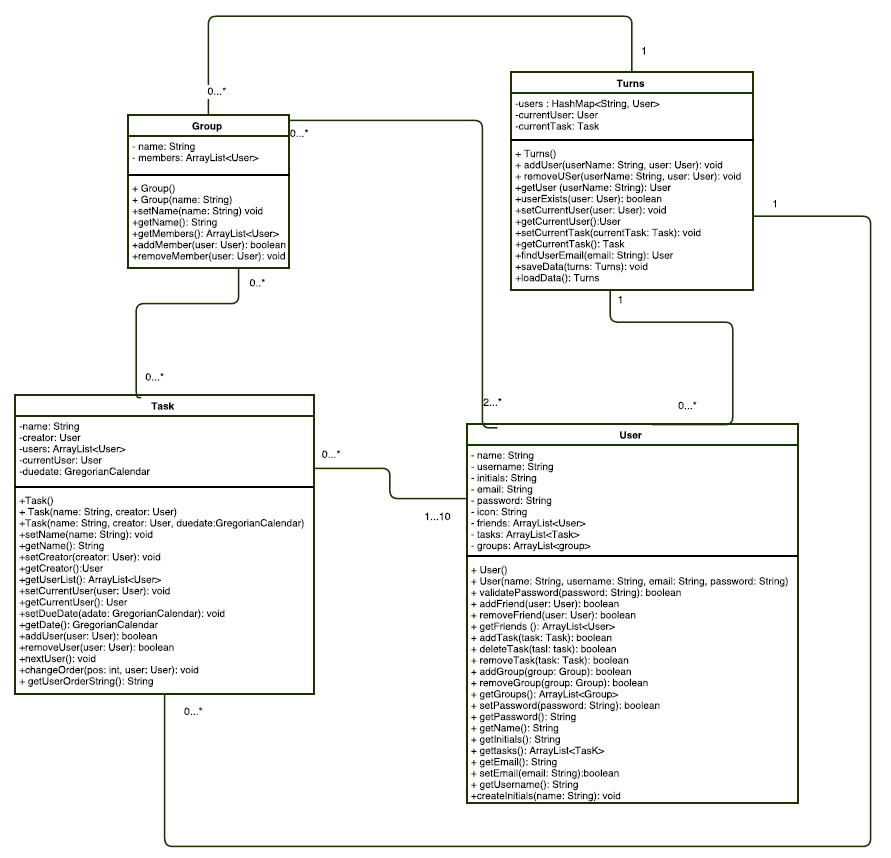 1
0...*
Turns
-users : HashMap<String, User>
-currentUser: User
-currentTask: Task
+ Turns()
+ addUser(userName: String, user: User): void
+ removeUSer(userName: String, user: User): void
+getUser (userName: String): User
+userExists(user: User): boolean
+setCurrentUser(user: User): void
+getCurrentUser():User
+setCurrentTask(currentTask: Task): void
+getCurrentTask(): Task
+findUserEmail(email: String): User
+saveData(turns: Turns): void
+loadData(): Turns
Group
0...*
- name: String
- members: ArrayList<User>
+ Group()
+ Group(name: String)
+setName(name: String) void
+getName(): String
+getMembers(): ArrayList<User>
+addMember(user: User): boolean
+removeMember(user: User): void
1
0..*
1
0...*
2...*
0...*
Task
-name: String
-creator: User
-users: ArrayList<User>
-currentUser: User
-duedate: GregorianCalendar
+Task()
+ Task(name: String, creator: User)
+Task(name: String, creator: User, duedate:GregorianCalendar)
+setName(name: String): void
+getName(): String
+setCreator(creator: User): void
+getCreator():User
+getUserList(): ArrayList<User>
+setCurrentUser(user: User): void
+getCurrentUser(): User
+setDueDate(adate: GregorianCalendar): void
+getDate(): GregorianCalendar
+addUser(user: User): boolean
+removeUser(user: User): boolean
+nextUser(): void
+changeOrder(pos: int, user: User): void
+ getUserOrderString(): String
0...*
1...10
User
- name: String
- username: String
- initials: String
- email: String
- password: String
- icon: String
- friends: ArrayList<User>
- tasks: ArrayList<Task>
- groups: ArrayList<group>
+ User()
+ User(name: String, username: String, email: String, password: String)
+ validatePassword(password: String): boolean
+ addFriend(user: User): boolean
+ removeFriend(user: User): boolean
+ getFriends (): ArrayList<User>
+ addTask(task: Task): boolean
+ deleteTask(tasl: task): boolean
+ removeTask(task: Task): boolean
+ addGroup(group: Group): boolean
+ removeGroup(group: Group): boolean
+ getGroups(): ArrayList<Group>
+ setPassword(password: String): boolean
+ getPassword(): String
+ getName(): String
+ getInitials(): String
+ gettasks(): ArrayList<TasK>
+ getEmail(): String
+ setEmail(email: String):boolean
+ getUsername(): String
+createInitials(name: String): void
0...*